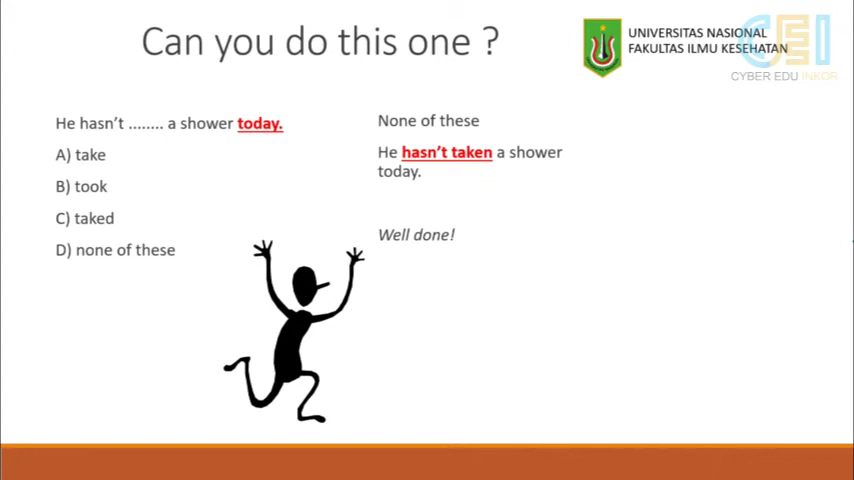 Can you do this one ?
UNIVERSITAS NASIONAL
FAKULTAS ILMU KESEHATAN
CEI
CYBER EDU INKOR
He hasn't ........ a shower today.
A) take
B) took
C) taked
D) none of these
None of these
He hasn't taken a shower
today.
Well done!